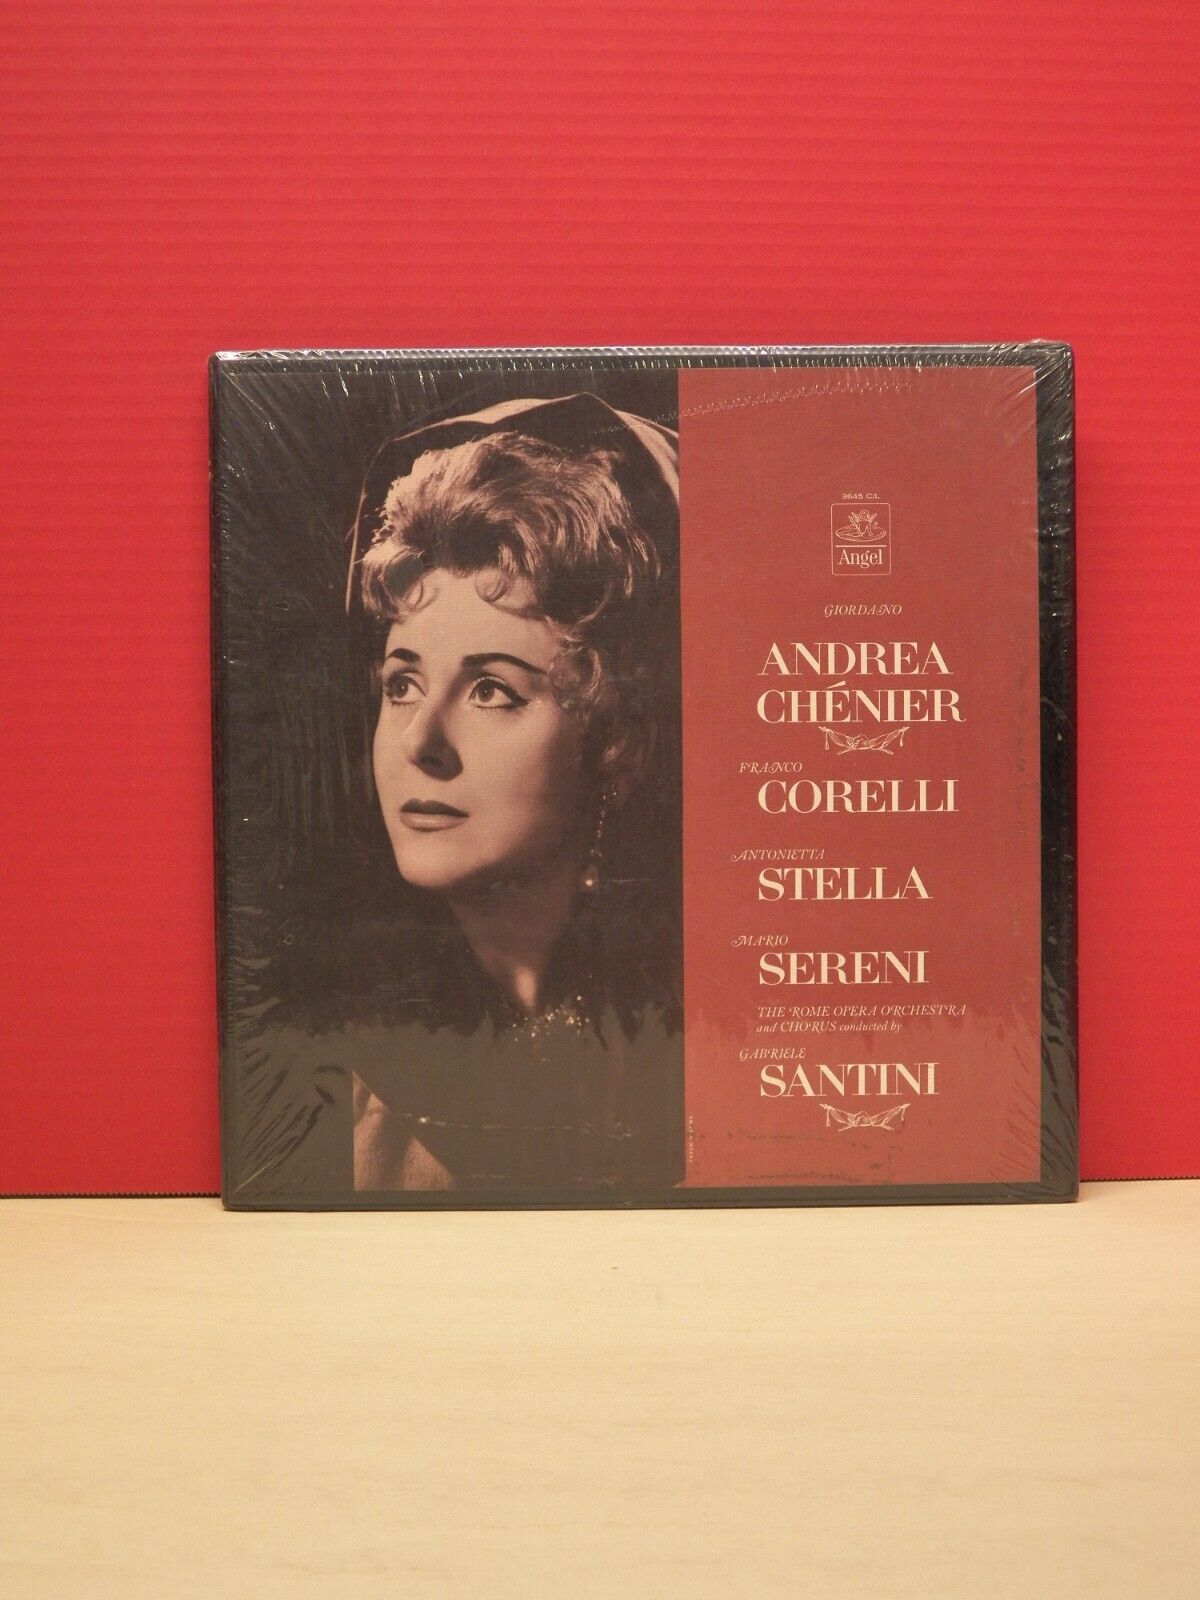 3645 C/L
Angel
GIORDANO
ANDREA
CHÉNIER
FRANCO
CORELLI
ANTONIETTA
STELLA
MARIO
SERENI
THE ROME OPERA ORCHESTRA
and CHORUS conducted by
GABRIELE
SANTINI